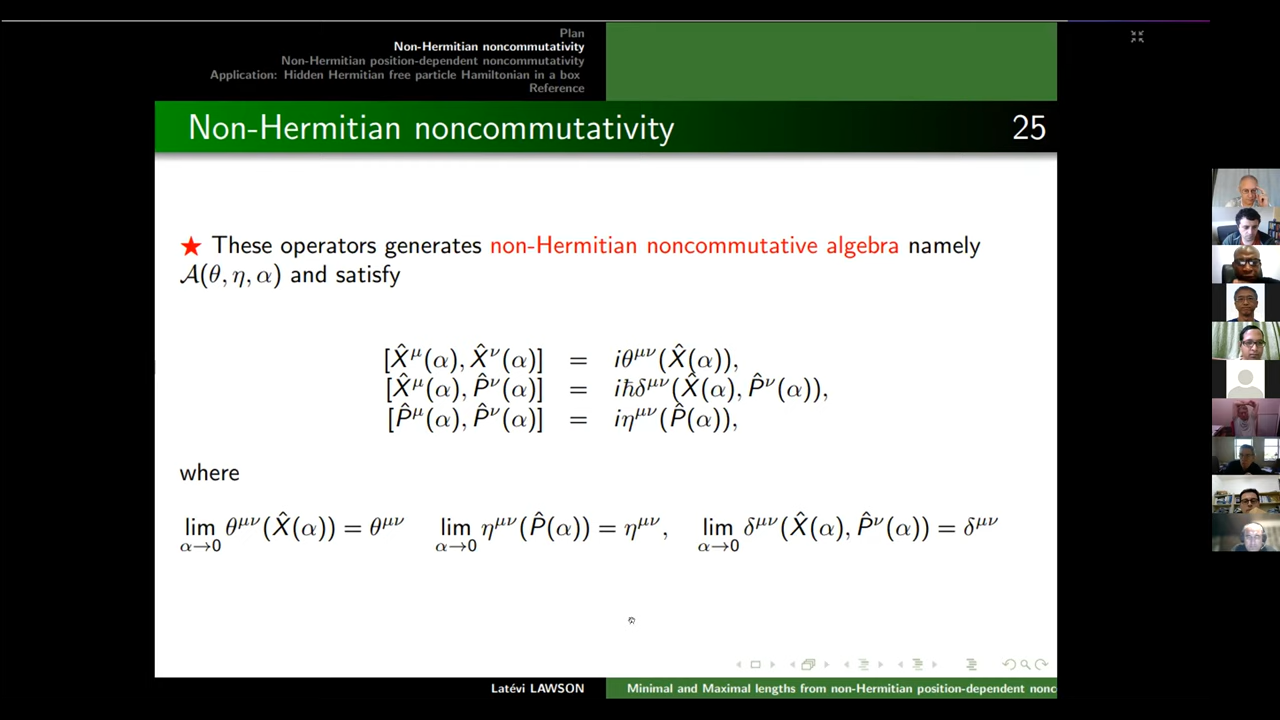 Plan
Non-Hermitian noncommutativity
Non-Hermitian position-dependent noncommutativity
Application: Hidden Hermitian free particle Hamiltonian in a box
Reference
Non-Hermitian noncommutativity 25
★ These operators generates non-Hermitian noncommutative algebra namely
𝒜(θ, η, α) and satisfy
[X̂^μ(α), X̂^ν(α)] = iθ^{μν}(X̂(α)),
[X̂^μ(α), P̂^ν(α)] = iħδ^{μν}(X̂(α), P̂^ν(α)),
[P̂^μ(α), P̂^ν(α)] = iη^{μν}(P̂(α)),
where
lim_{α→0} θ^{μν}(X̂(α)) = θ^{μν} lim_{α→0} η^{μν}(P̂(α)) = η^{μν}, lim_{α→0} δ^{μν}(X̂(α), P̂^ν(α)) = δ^{μν}
Latévi LAWSON Minimal and Maximal lengths from non-Hermitian position-dependent nonc